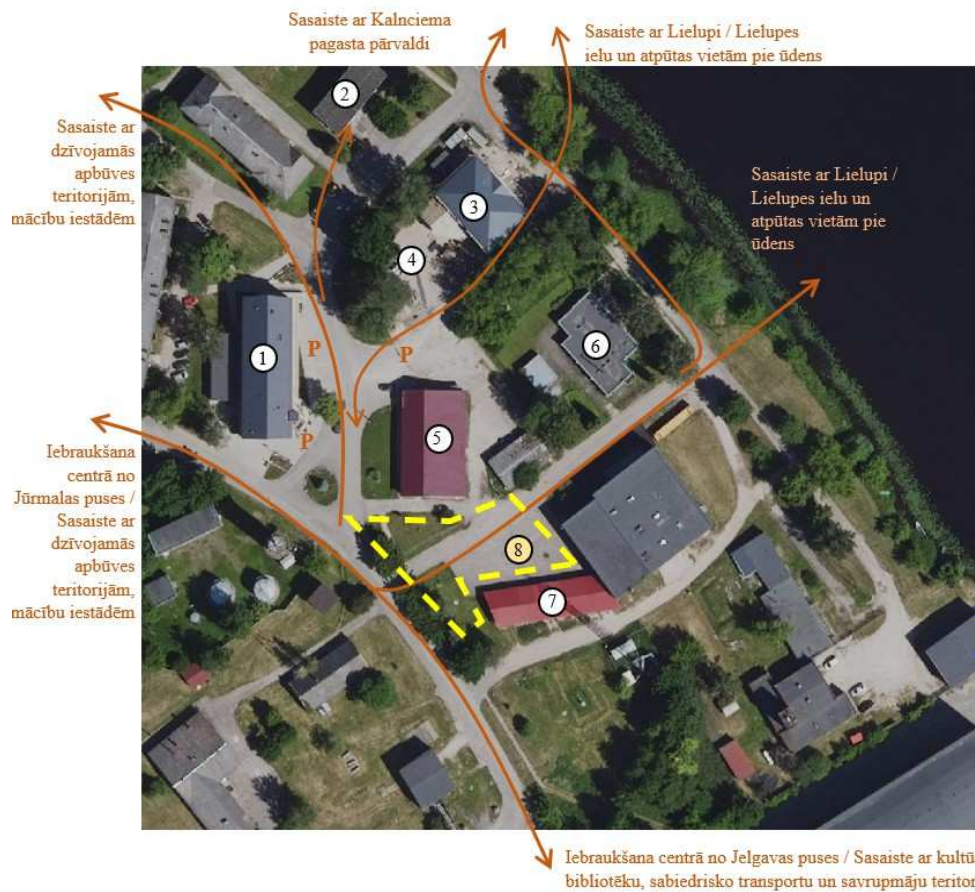 Sasaiste ar Kalnciema
pagasta pārvaldi
Sasaiste ar Lielupi / Lielupes
ielu un atpūtas vietām pie ūdens
Sasaiste ar
dzīvojamās
apbūves
teritorijām,
mācību iestādēm
Sasaiste ar Lielupi /
Lielupes ielu un
atpūtas vietām pie
ūdens
2
3
4
1
P
P
6
P
5
Iebraukšana
centrā no
Jūrmalas puses /
Sasaiste ar
dzīvojamās
apbūves
teritorijām,
mācību iestādēm
8
7
Iebraukšana centrā no Jelgavas puses / Sasaiste ar kultū
bibliotēku, sabiedrisko transportu un savrupmāju teritor